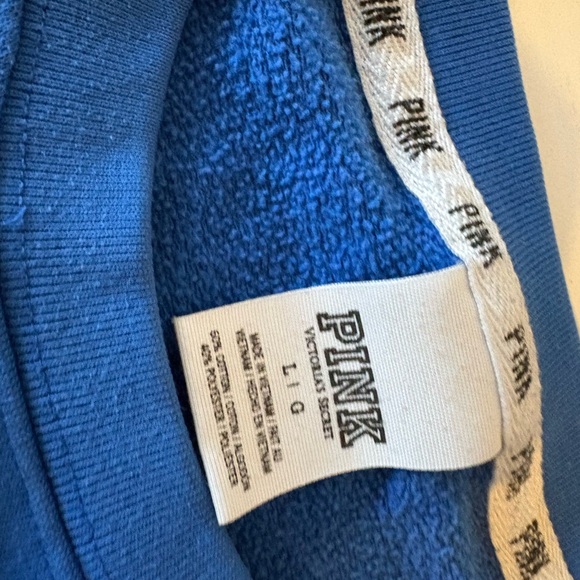 PINK
PINK
PINK
PINK
PINK
PINK
PINK
VICTORIA'S SECRET
L / G
MADE IN VIETNAM / FAIT AU
VIETNAM / HECHO EN VIETNAM
60% COTTON / COTON / ALGODON
40% POLYESTER / POLIESTER